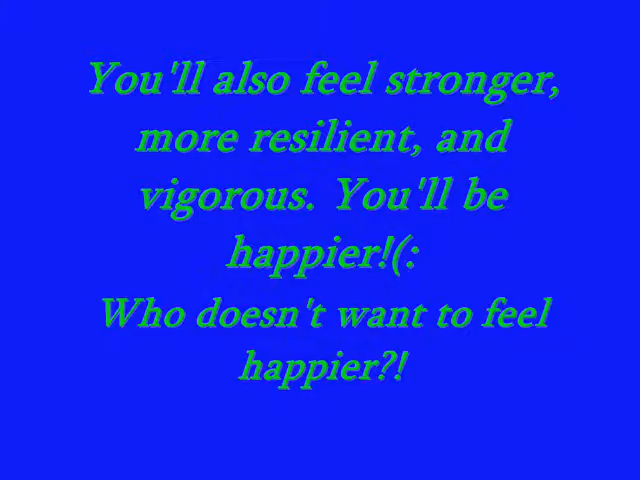 You'll also feel stronger,
more resilient, and
vigorous. You'll be
happier!(:
Who doesn't want to feel
happier?!